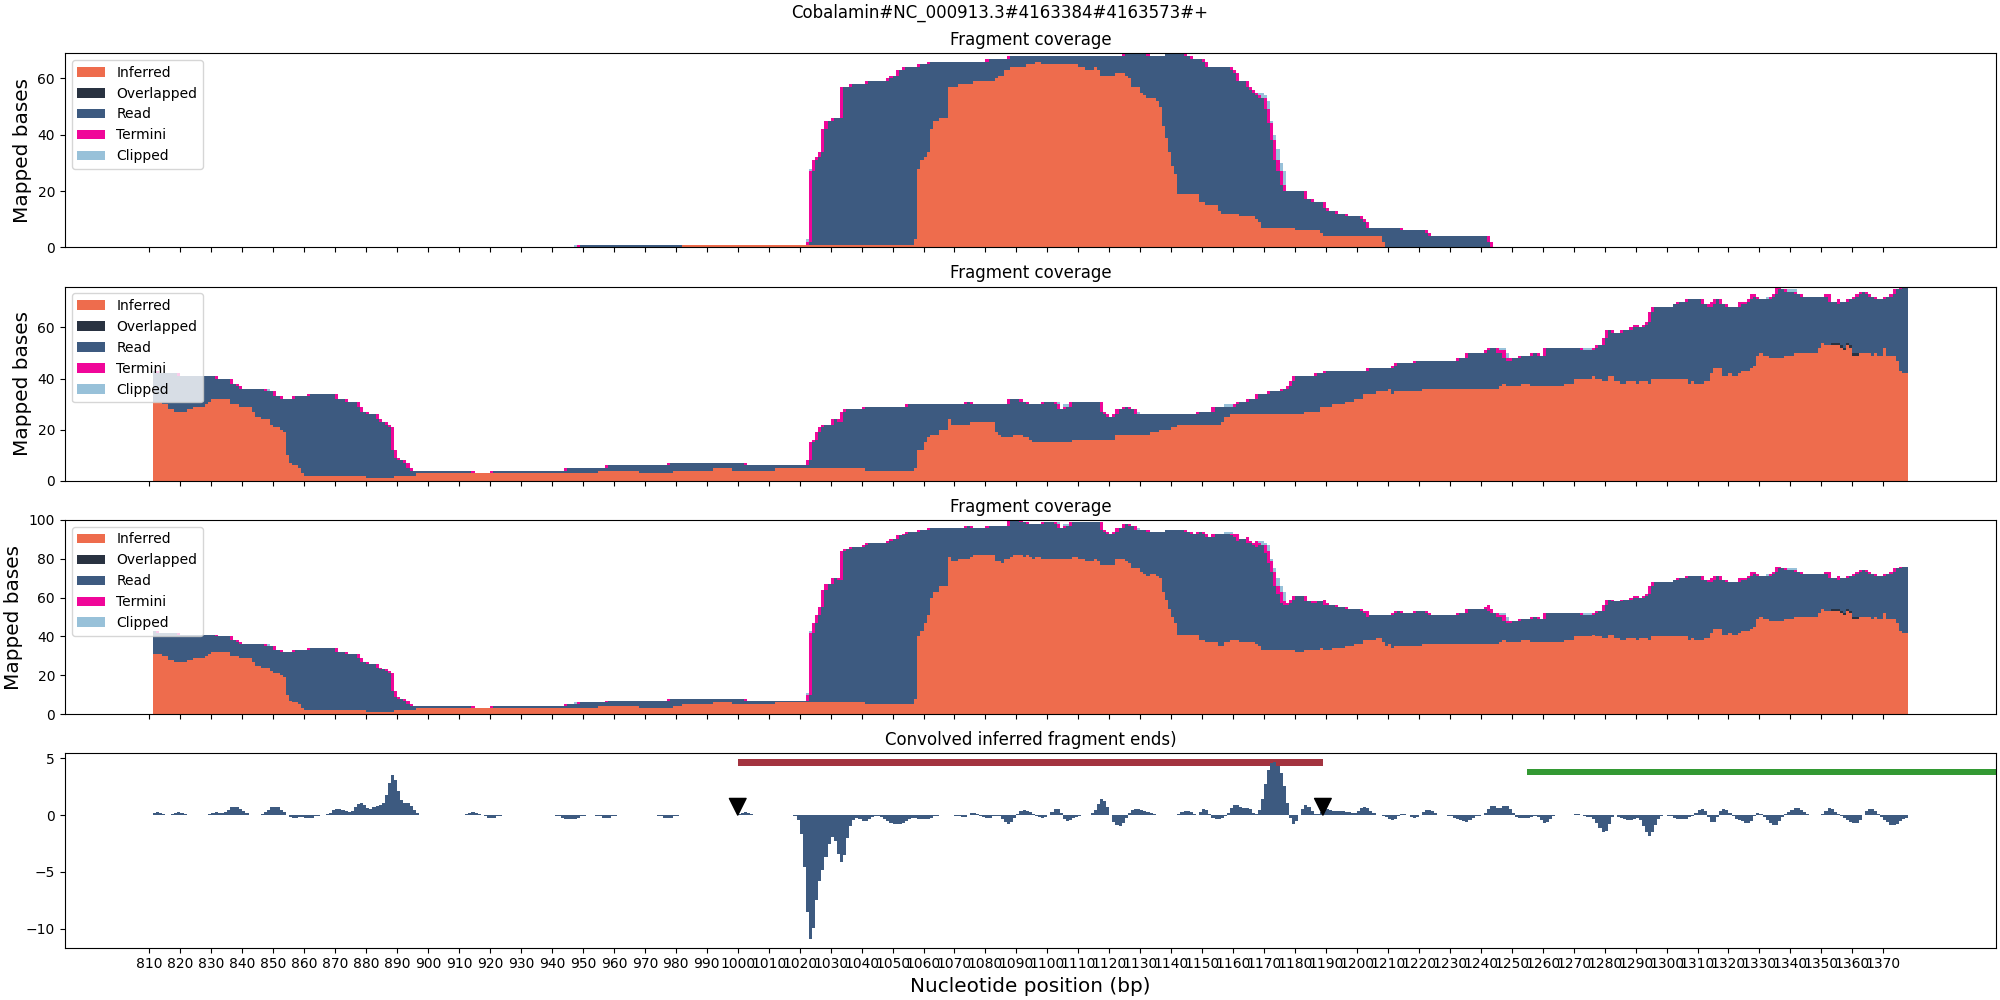 Cobalamin#NC_000913.3#4163384#4163573#+
Fragment coverage
Mapped bases
60
40
20
0
Inferred
Overlapped
Read
Termini
Clipped
Fragment coverage
Mapped bases
60
40
20
0
Inferred
Overlapped
Read
Termini
Clipped
Fragment coverage
Mapped bases
100
80
60
40
20
0
Inferred
Overlapped
Read
Termini
Clipped
Convolved inferred fragment ends)
5
0
−5
−10
810 820 830 840 850 860 870 880 890 900 910 920 930 940 950 960 970 980 990 1000 1010 1020 1030 1040 1050 1060 1070 1080 1090 1100 1110 1120 1130 1140 1150 1160 1170 1180 1190 1200 1210 1220 1230 1240 1250 1260 1270 1280 1290 1300 1310 1320 1330 1340 1350 1360 1370
Nucleotide position (bp)